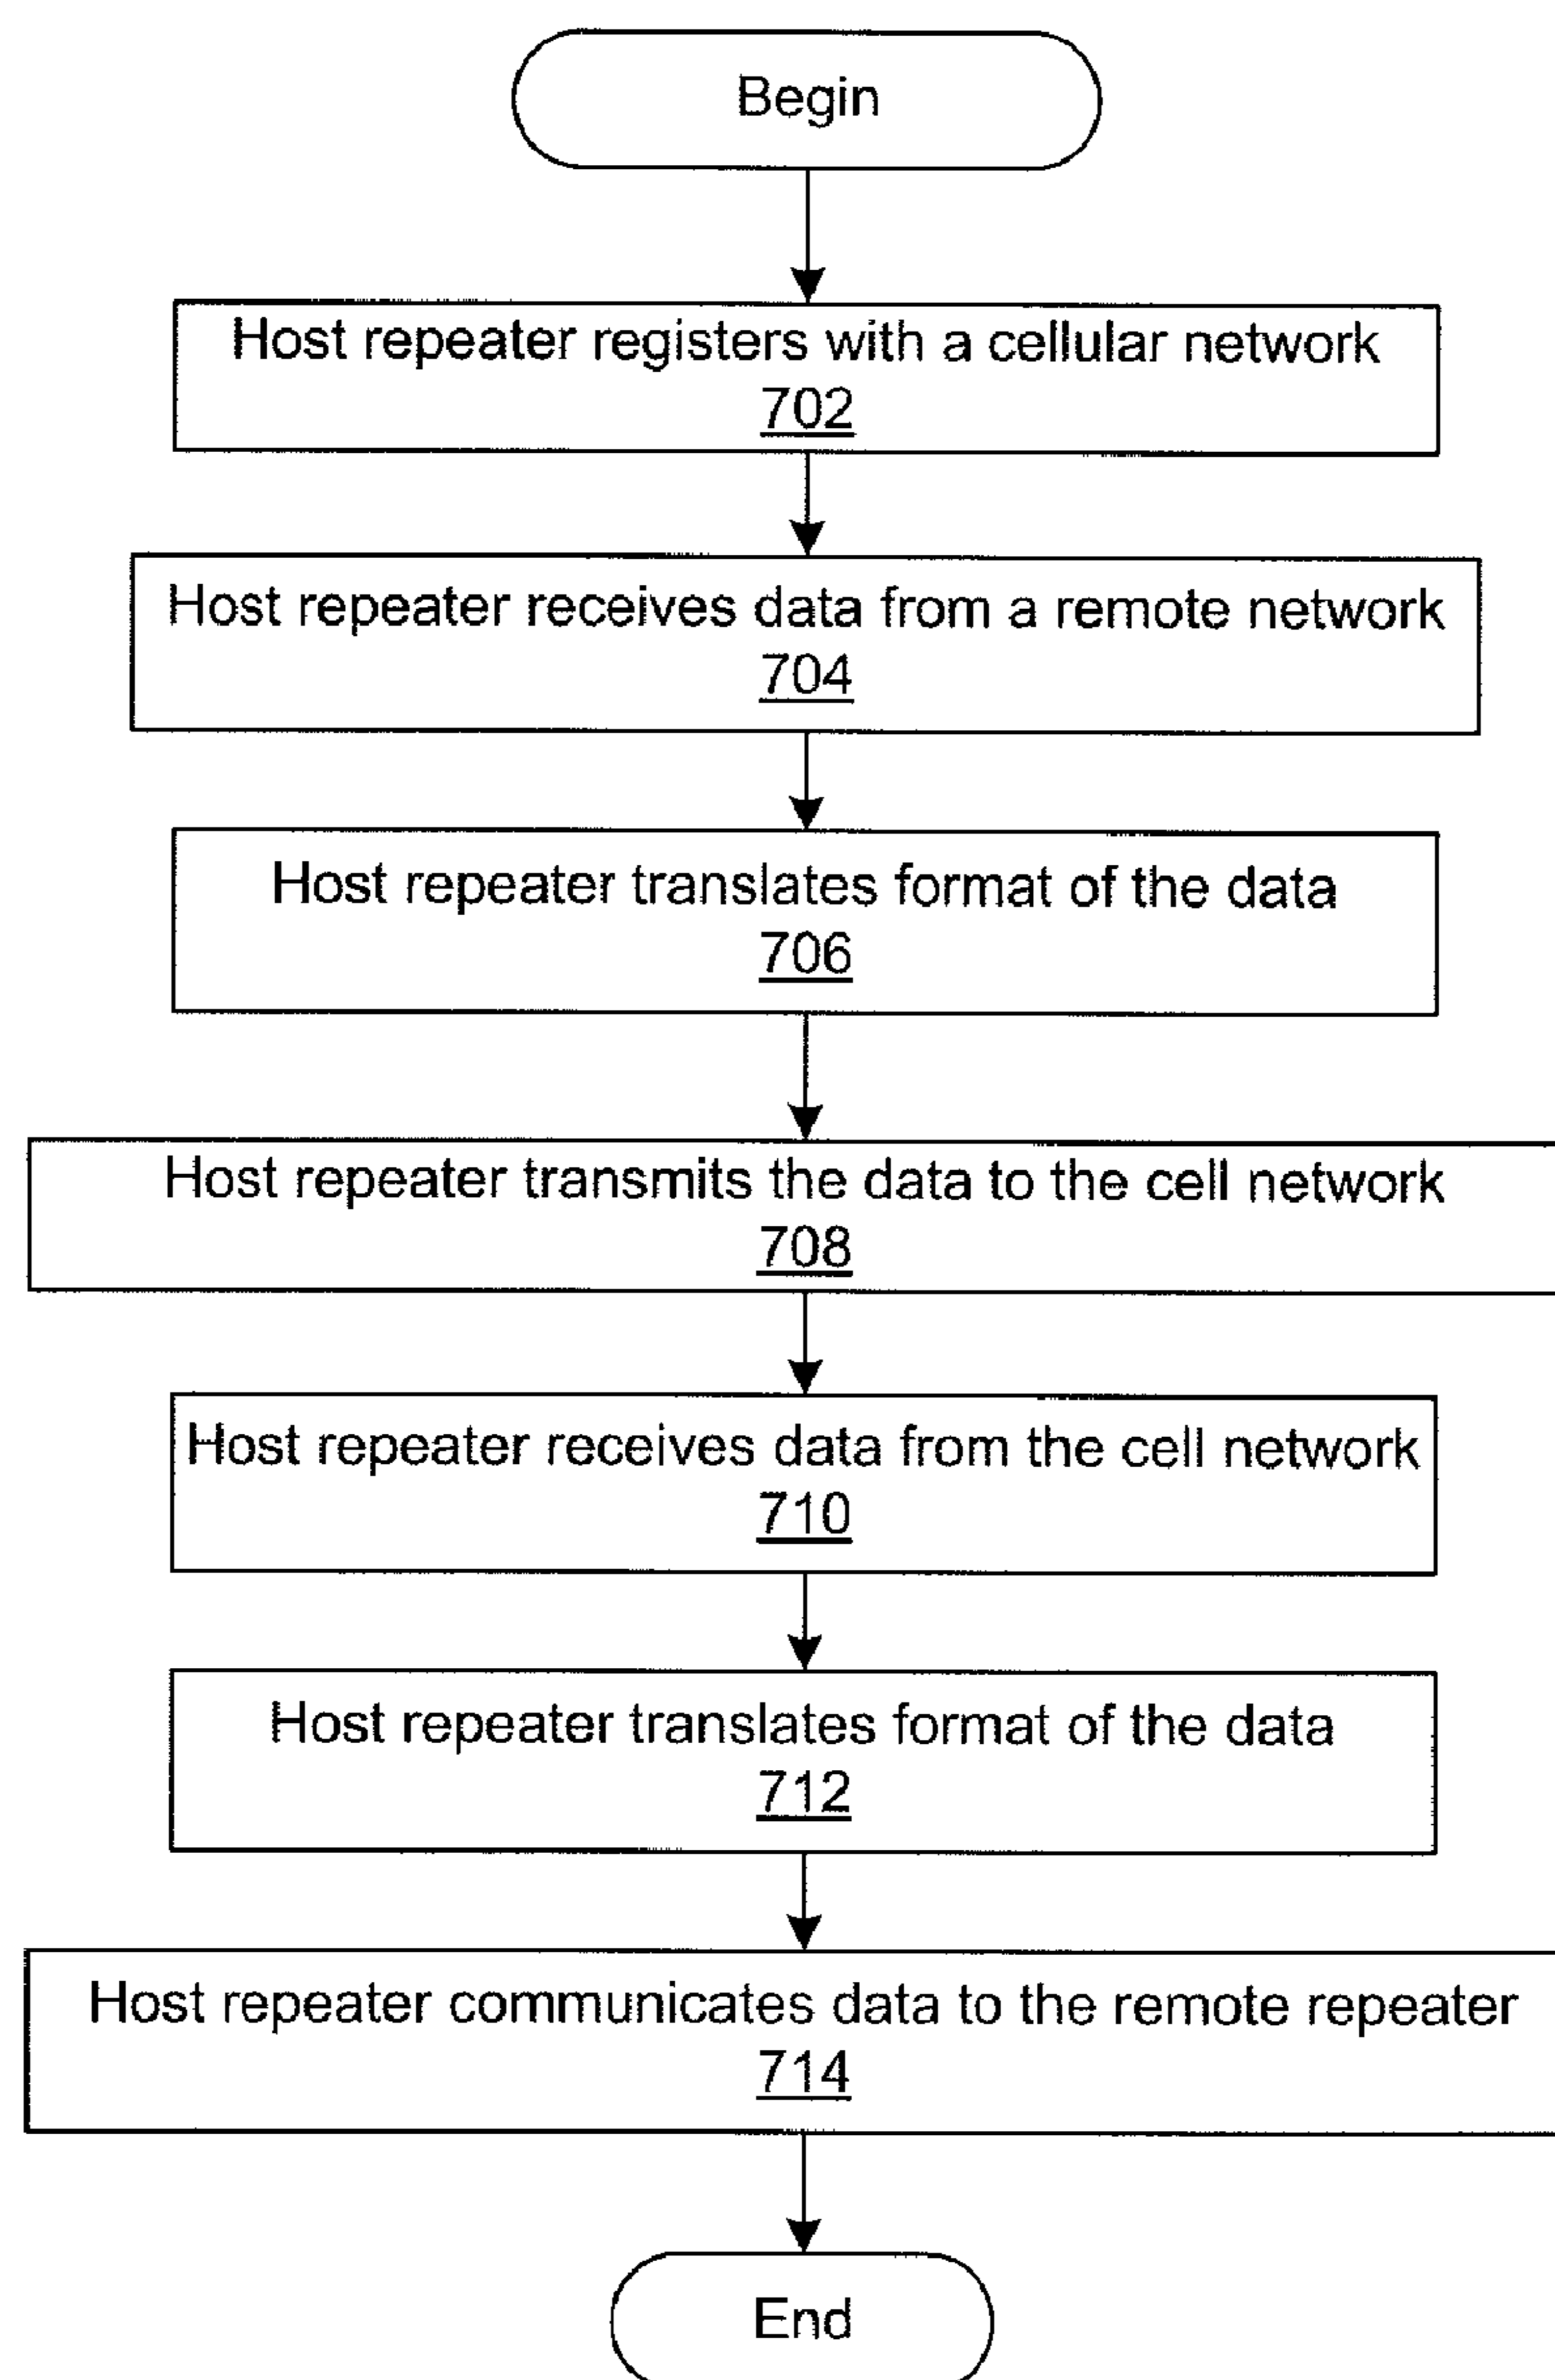 Begin
Host repeater registers with a cellular network
702
Host repeater receives data from a remote network
704
Host repeater translates format of the data
706
Host repeater transmits the data to the cell network
708
Host repeater receives data from the cell network
710
Host repeater translates format of the data
712
Host repeater communicates data to the remote repeater
714
End